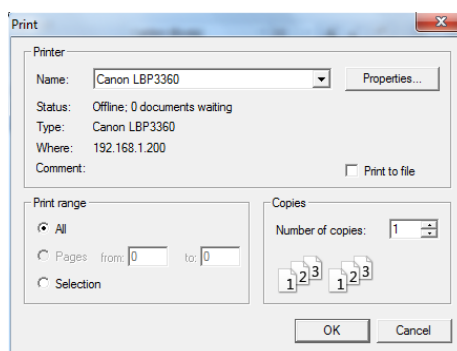 Print
Printer
Name: Canon LBP3360 Properties...
Status: Offline; 0 documents waiting
Type: Canon LBP3360
Where: 192.168.1.200
Comment: Print to file
Print range
All
Pages from: 0 to: 0
Selection
Copies
Number of copies: 1
1 2 3 1 2 3
OK Cancel